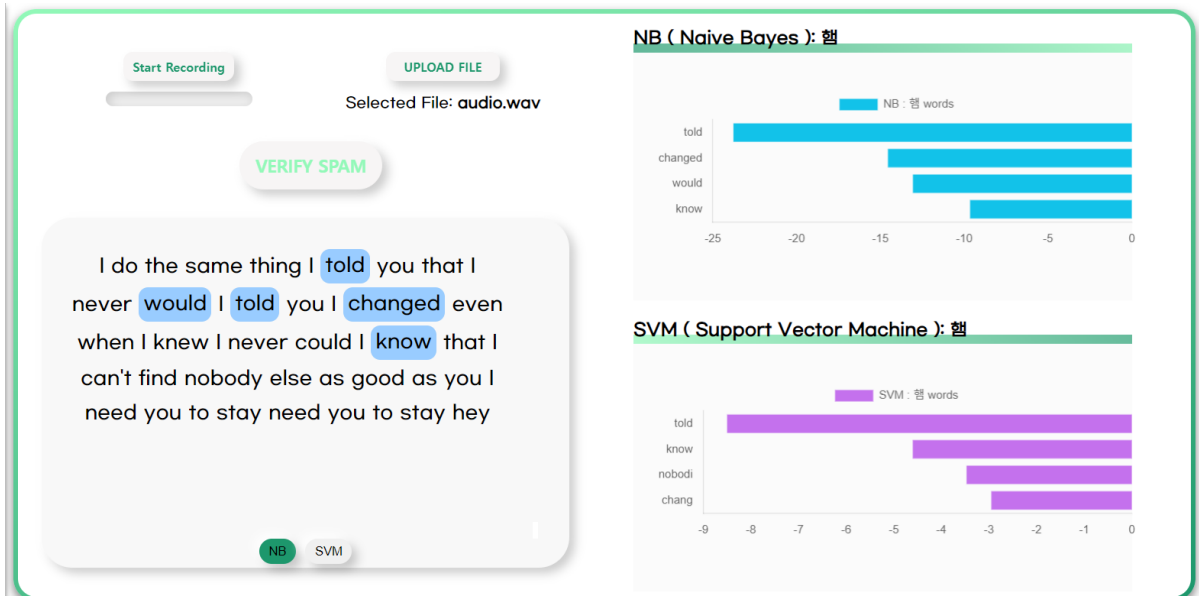 Start Recording
UPLOAD FILE
Selected File: audio.wav
VERIFY SPAM
I do the same thing I told you that I
never would I told you I changed even
when I knew I never could I know that I
can't find nobody else as good as you I
need you to stay need you to stay hey
NB
SVM
NB ( Naive Bayes ): 햄
NB : 햄 words
told
changed
would
know
-25 -20 -15 -10 -5 0
SVM ( Support Vector Machine ): 햄
SVM : 햄 words
told
know
nobodi
chang
-9 -8 -7 -6 -5 -4 -3 -2 -1 0